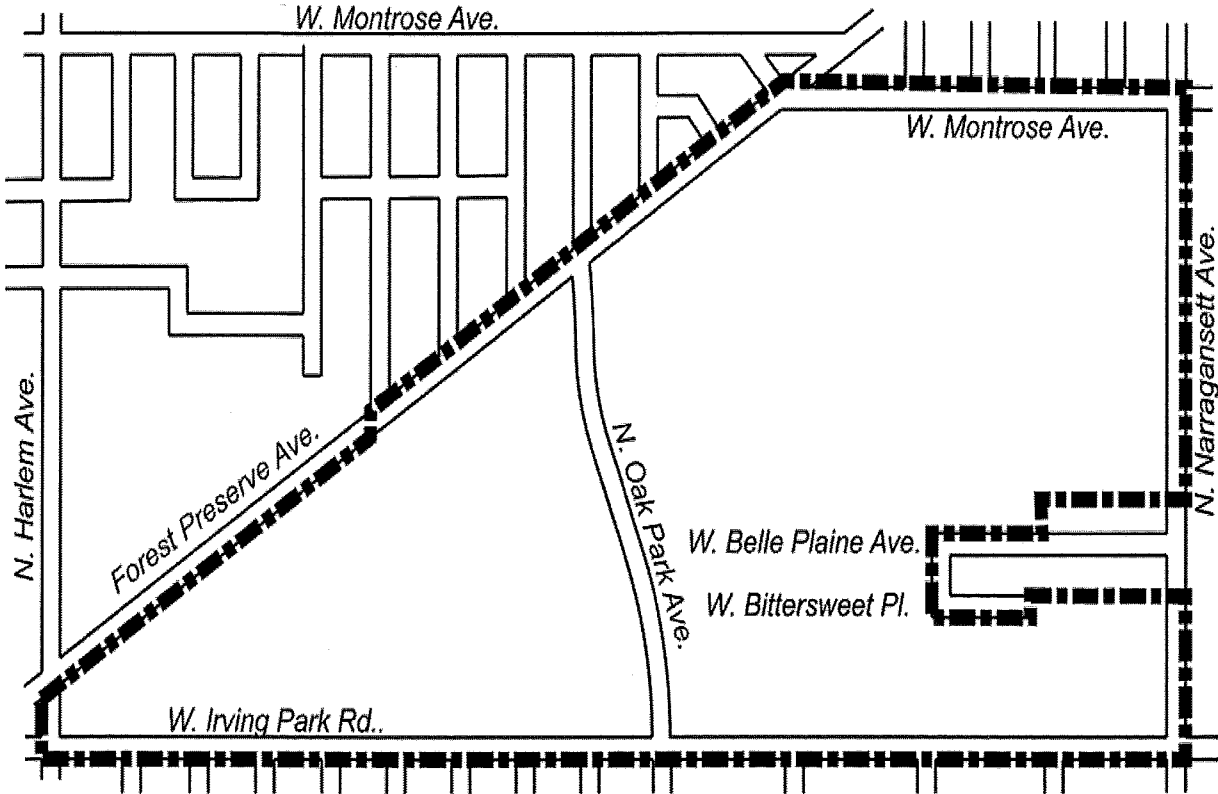 W. Montrose Ave.
W. Montrose Ave.
N. Narragansett Ave.
N. Harlem Ave.
Forest Preserve Ave.
N. Oak Park Ave.
W. Belle Plaine Ave.
W. Bittersweet Pl.
W. Irving Park Rd..